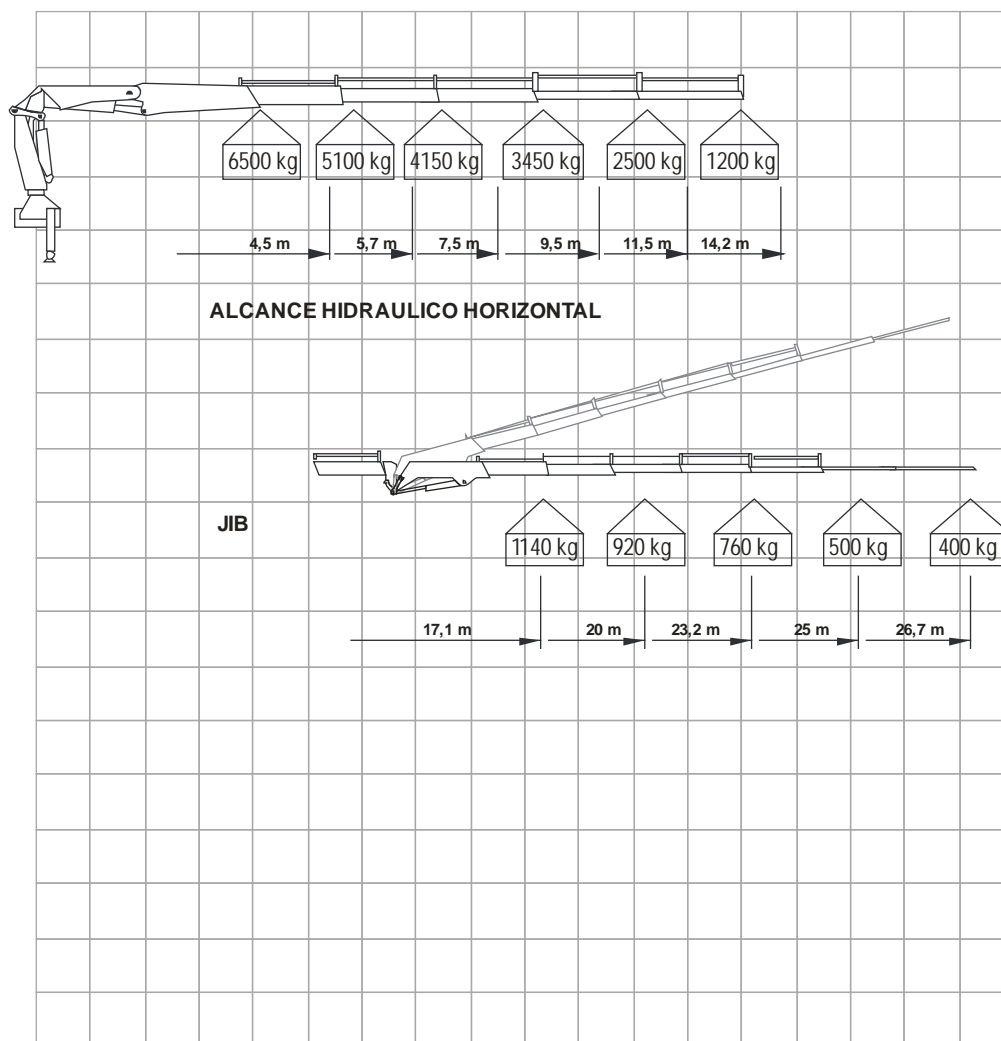 6500 kg 5100 kg 4150 kg 3450 kg 2500 kg 1200 kg
4,5 m 5,7 m 7,5 m 9,5 m 11,5 m 14,2 m
ALCANCE HIDRAULICO HORIZONTAL
JIB
1140 kg 920 kg 760 kg 500 kg 400 kg
17,1 m 20 m 23,2 m 25 m 26,7 m